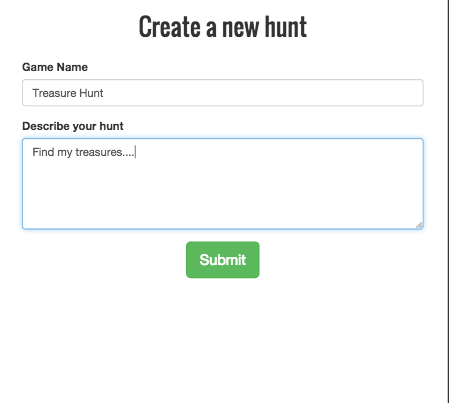 Create a new hunt
Game Name
Treasure Hunt
Describe your hunt
Find my treasures....
Submit